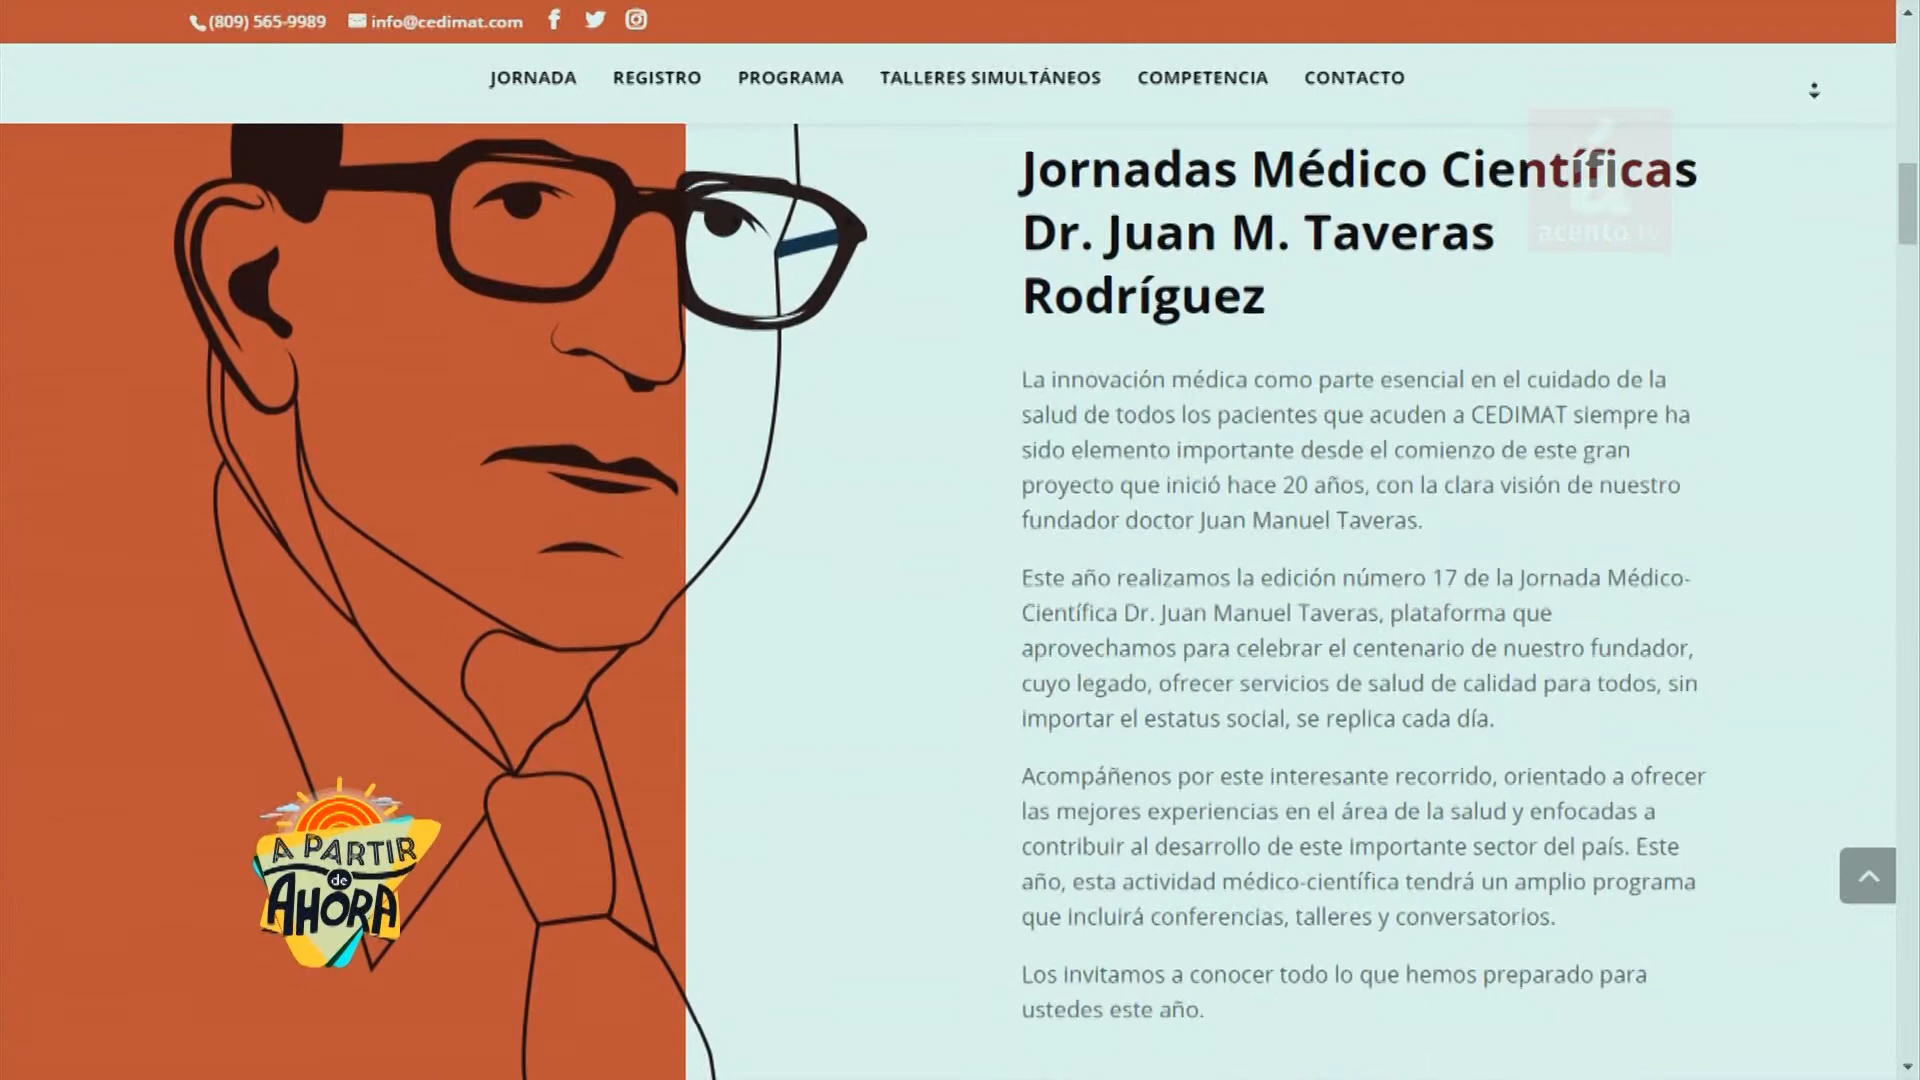 (809) 565-9989 info@cedimat.com
JORNADA REGISTRO PROGRAMA TALLERES SIMULTÁNEOS COMPETENCIA CONTACTO
Jornadas Médico Científicas
Dr. Juan M. Taveras
Rodríguez
á
acento.tv
La innovación médica como parte esencial en el cuidado de la
salud de todos los pacientes que acuden a CEDIMAT siempre ha
sido elemento importante desde el comienzo de este gran
proyecto que inició hace 20 años, con la clara visión de nuestro
fundador doctor Juan Manuel Taveras.
Este año realizamos la edición número 17 de la Jornada Médico-
Científica Dr. Juan Manuel Taveras, plataforma que
aprovechamos para celebrar el centenario de nuestro fundador,
cuyo legado, ofrecer servicios de salud de calidad para todos, sin
importar el estatus social, se replica cada día.
Acompáñenos por este interesante recorrido, orientado a ofrecer
las mejores experiencias en el área de la salud y enfocadas a
contribuir al desarrollo de este importante sector del país. Este
año, esta actividad médico-científica tendrá un amplio programa
que incluirá conferencias, talleres y conversatorios.
Los invitamos a conocer todo lo que hemos preparado para
ustedes este año.
A PARTIR
de
AHORA